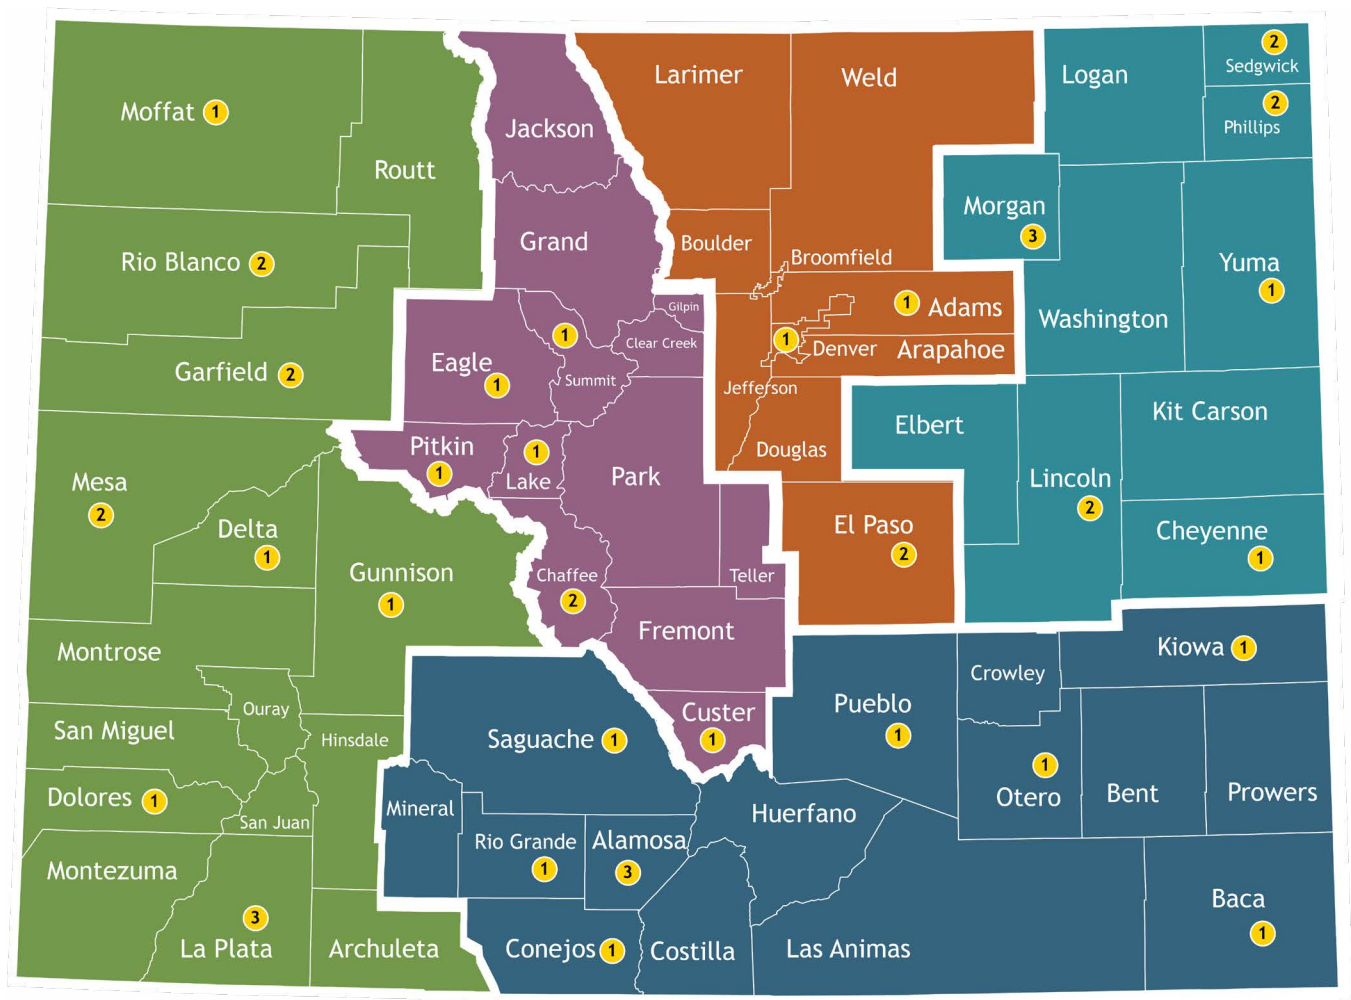 Larimer
Weld
Logan
2
Sedgwick
2
Phillips
Moffat 1
Jackson
Routt
Morgan
3
Grand
Boulder
Broomfield
Rio Blanco 2
Yuma
1
Gilpin
1 Adams
Washington
1
Clear Creek
1
Denver
Arapahoe
Eagle
1
Summit
Garfield 2
Jefferson
Kit Carson
Elbert
Pitkin
1
1
Lake
Park
Douglas
Mesa
2
Lincoln
2
Delta
1
El Paso
2
Cheyenne
1
Gunnison
1
Chaffee
2
Teller
Fremont
Montrose
Kiowa 1
Crowley
Ouray
Custer
1
Pueblo
1
San Miguel
Hinsdale
Saguache 1
1
Otero
Bent
Prowers
Dolores 1
Mineral
Huerfano
San Juan
Rio Grande
1
Alamosa
3
Montezuma
Baca
1
3
La Plata
Archuleta
Conejos 1
Costilla
Las Animas